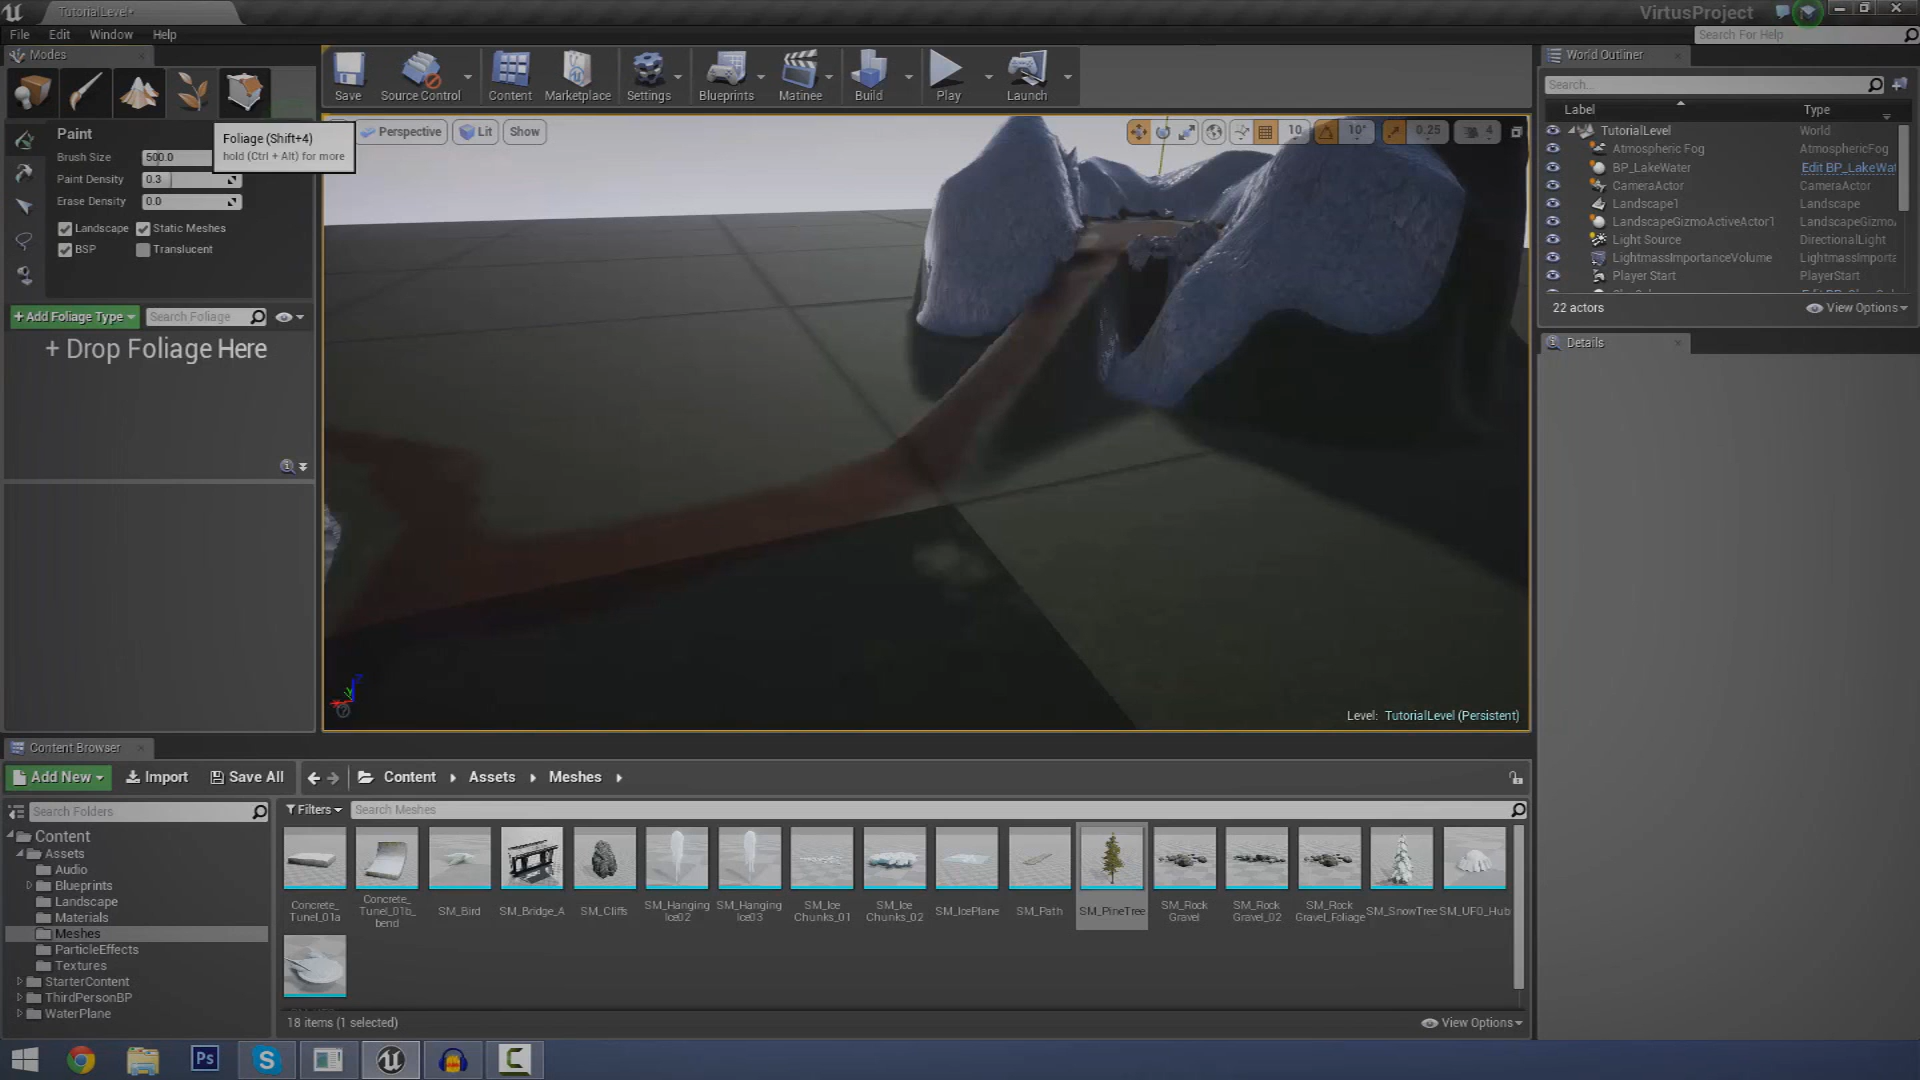 TutorialLevel*
VirtusProject
File Edit Window Help
Search For Help
Modes
Save
Source Control
Content
Marketplace
Settings
Blueprints
Matinee
Build
Play
Launch
World Outliner
Search...
Label Type
TutorialLevel World
Atmospheric Fog AtmosphericFog
BP_LakeWater Edit BP_LakeWat
CameraActor CameraActor
Landscape1 Landscape
LandscapeGizmoActiveActor1 LandscapeGizmo
Light Source DirectionalLight
LightmassImportanceVolume LightmassImporta
Player Start PlayerStart
22 actors View Options
Details
Paint
Foliage (Shift+4)
hold (Ctrl + Alt) for more
Brush Size 500.0
Paint Density 0.3
Erase Density 0.0
Landscape Static Meshes
BSP Translucent
+Add Foliage Type Search Foliage
+ Drop Foliage Here
Perspective Lit Show
10 10° 0.25 4
Level: TutorialLevel (Persistent)
Content Browser
Add New Import Save All Content Assets Meshes
Search Folders
Filters Search Meshes
Content
Assets
Audio
Blueprints
Landscape
Materials
Meshes
ParticleEffects
Textures
StarterContent
ThirdPersonBP
WaterPlane
Concrete_
Tunel_01a
Concrete_
Tunel_01b_
bend
SM_Bird
SM_Bridge_A
SM_Cliffs
SM_Hanging
Ice02
SM_Hanging
Ice03
SM_Ice
Chunks_01
SM_Ice
Chunks_02
SM_IcePlane
SM_Path
SM_PineTree
SM_Rock
Gravel
SM_Rock
Gravel_02
SM_Rock
Gravel_Foliage
SM_SnowTree
SM_UFO_Hub
18 items (1 selected)
View Options
Ps